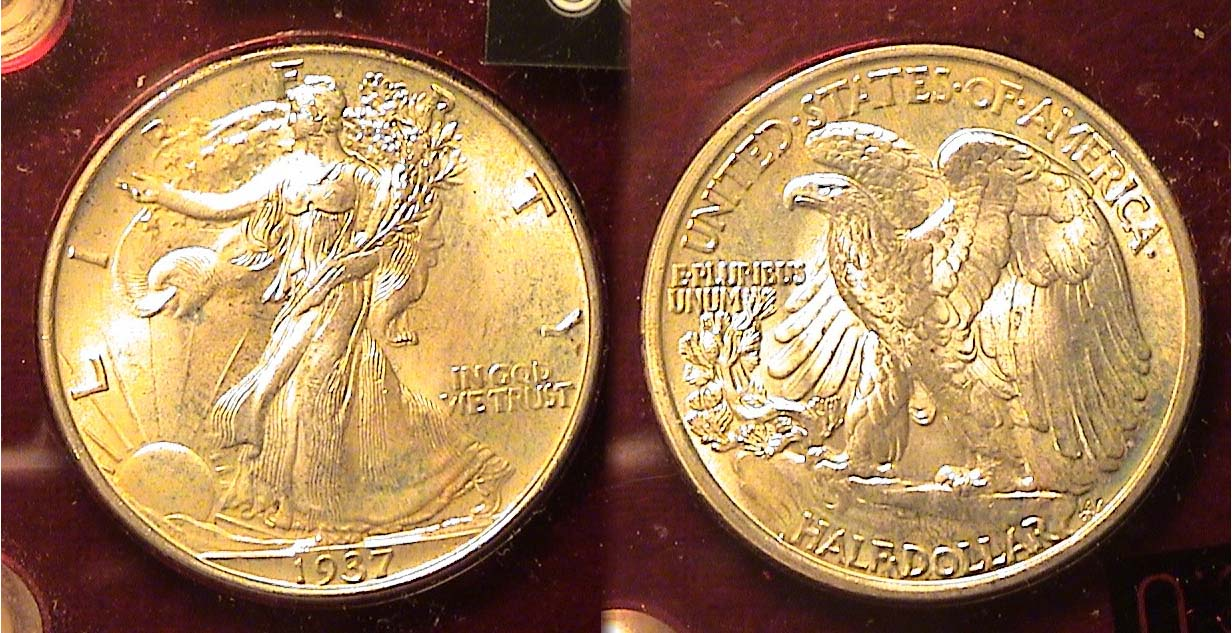 LIBERTY
IN GOD
WE TRUST
1937
UNITED·STATES·OF·AMERICA·
E·PLURIBUS
UNUM
HALF·DOLLAR